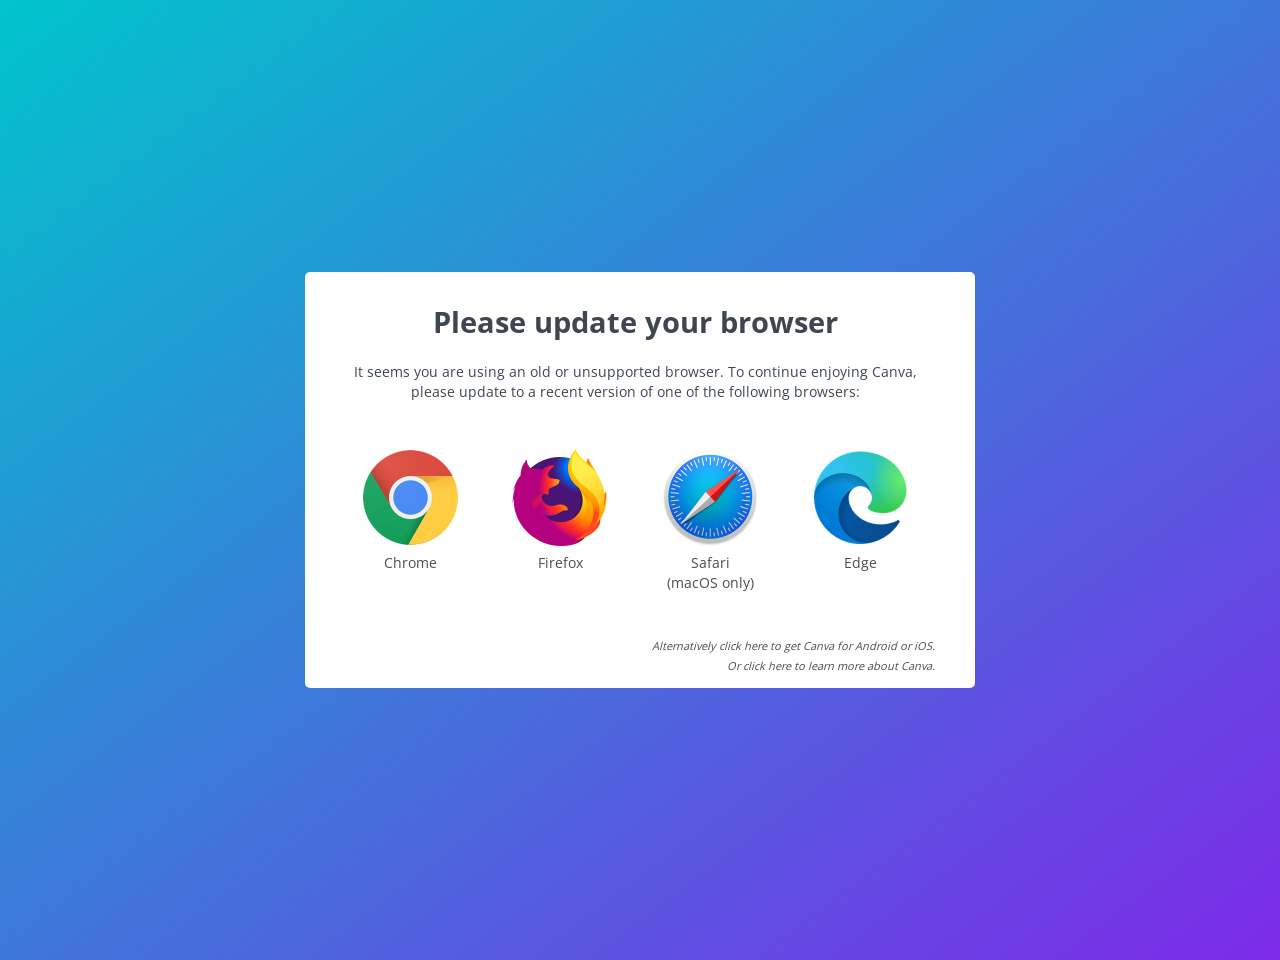 Please update your browser
It seems you are using an old or unsupported browser. To continue enjoying Canva,
please update to a recent version of one of the following browsers:
Chrome
Firefox
Safari
(macOS only)
Edge
Alternatively click here to get Canva for Android or iOS.
Or click here to learn more about Canva.